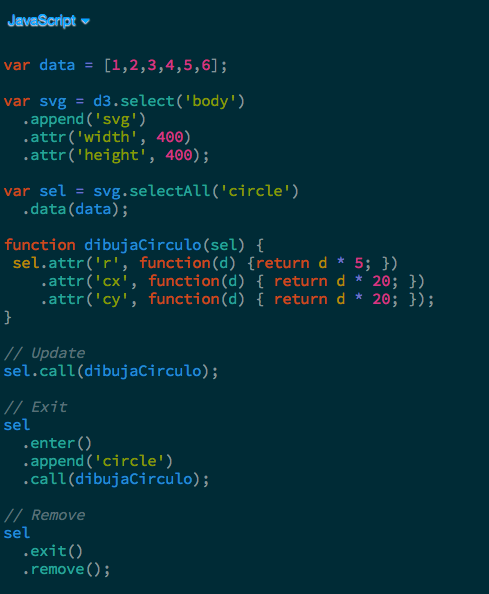 JavaScript
var data = [1,2,3,4,5,6];
var svg = d3.select('body')
.append('svg')
.attr('width', 400)
.attr('height', 400);
var sel = svg.selectAll('circle')
.data(data);
function dibujaCirculo(sel) {
sel.attr('r', function(d) {return d * 5; })
.attr('cx', function(d) { return d * 20; })
.attr('cy', function(d) { return d * 20; });
}
// Update
sel.call(dibujaCirculo);
// Exit
sel
.enter()
.append('circle')
.call(dibujaCirculo);
// Remove
sel
.exit()
.remove();